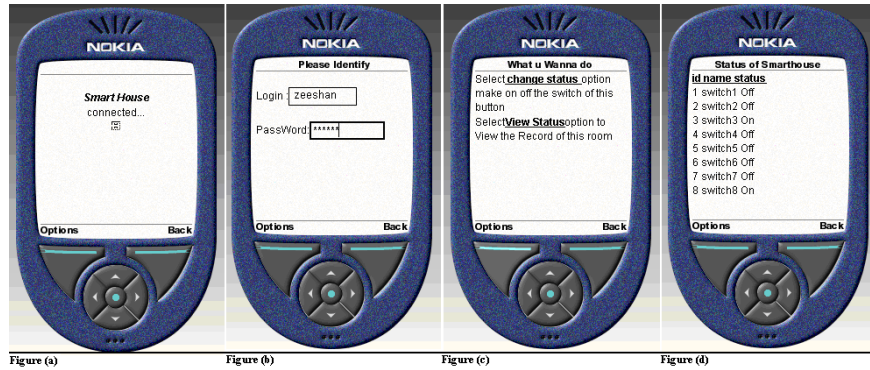 NOKIA
Smart House
connected...
Options Back
Figure (a)
NOKIA
Please Identify
Login : zeeshan
PassWord: ******
Options Back
Figure (b)
NOKIA
What u Wanna do
Select change status option
make on off the switch of this
button
SelectView Statusoption to
View the Record of this room
Options Back
Figure (c)
NOKIA
Status of Smarthouse
id name status
1 switch1 Off
2 switch2 Off
3 switch3 On
4 switch4 Off
5 switch5 Off
6 switch6 Off
7 switch7 Off
8 switch8 On
Options Back
Figure (d)